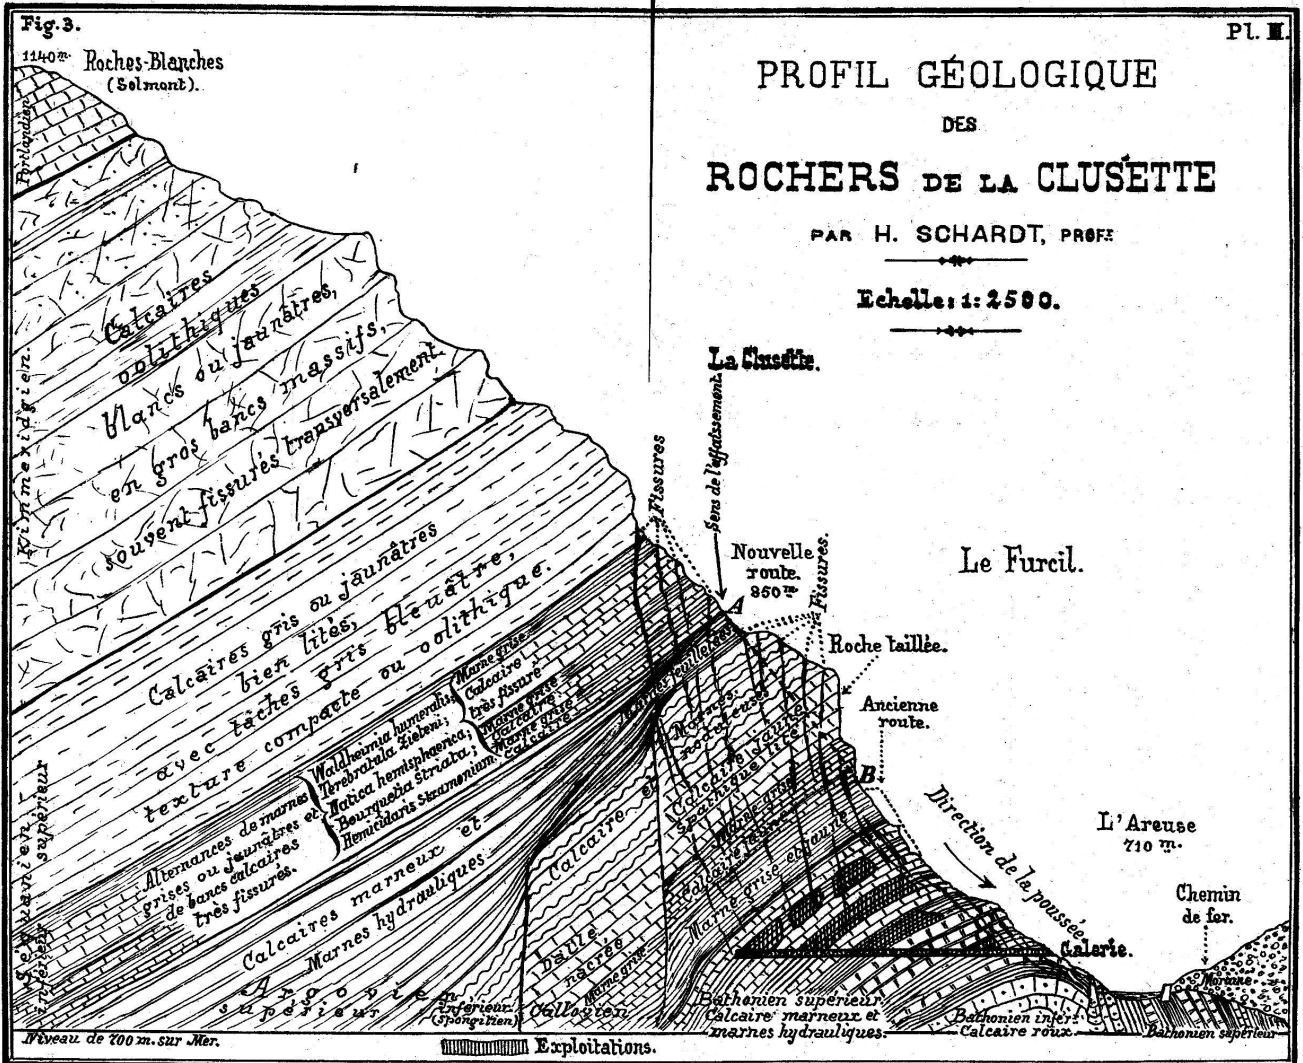 Fig. 3.
Pl. II.
1140 m. Roches-Blanches
(Solmont).
PROFIL GÉOLOGIQUE
DES
ROCHERS DE LA CLUSETTE
PAR H. SCHARDT, PROFR
Echelle: 1: 2500.
Portlandien
Kimmeridgien.
Séquanien
supérieur
inférieur
Calcaires
oolithiques
blancs ou jaunâtres,
en gros bancs massifs,
souvent fissurés transversalement.
Calcaires gris ou jaunâtres
bien lités,
avec tâches gris bleuâtre,
texture compacte ou oolithique.
Alternances de marnes
grises ou jaunâtres et
de bancs calcaires
très fissurés.
Waldheimia humeralis;
Terebratula Zieteni;
Natica hemisphaerica;
Bourguetia Striata;
Hemicidaris Stramonium.
Marne grise
Calcaire
très fissuré
Marne grise
Calcaire
Marne grise
Calcaire
Calcaires marneux et
Marnes hydrauliques
Argovien
supérieur
inférieur
(Spongitien)
La Clusette.
Sens de l'affaissement.
Fissures
Nouvelle
route.
850 m
A
Fissures.
Roche taillée.
Ancienne
route.
B
Le Furcil.
Marnes feuilletées
Marnes
noduleuses
Calcaire et
Calcaire jaune
spathique lité
Marne grise
Calcaire
Marne grise et jaune
Dalle
nacrée
Marne grise
Callovien
Direction de la poussée.
L'Areuse
710 m.
Chemin
de fer.
Galerie.
Moraine
Bathonien supérieur.
Calcaire marneux et
marnes hydrauliques.
Bathonien infér.
Calcaire roux.
Bathonien supérieur
Niveau de 700 m. sur Mer.
Exploitations.